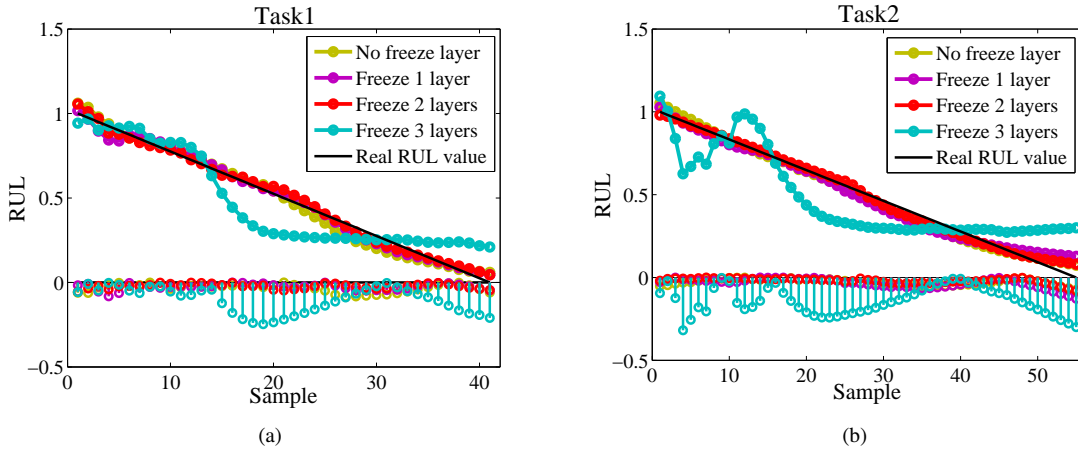 Task1
1.5
1
0.5
0
−0.5
RUL
No freeze layer
Freeze 1 layer
Freeze 2 layers
Freeze 3 layers
Real RUL value
0 10 20 30 40
Sample
(a)
Task2
1.5
1
0.5
0
−0.5
RUL
No freeze layer
Freeze 1 layer
Freeze 2 layers
Freeze 3 layers
Real RUL value
0 10 20 30 40 50
Sample
(b)